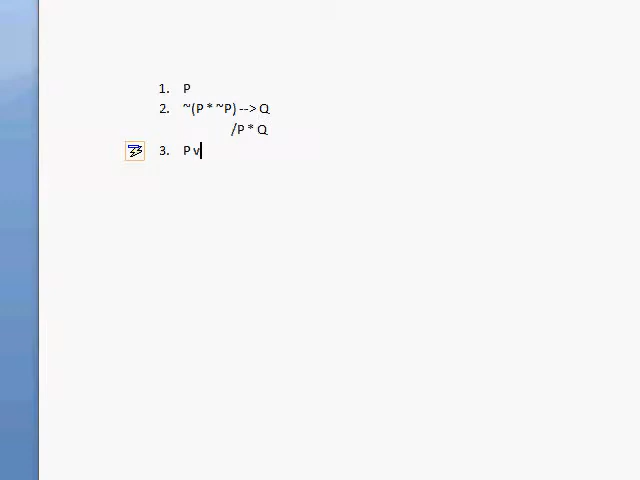 1. P
2. ~(P * ~P) --> Q
/P * Q
3. P v